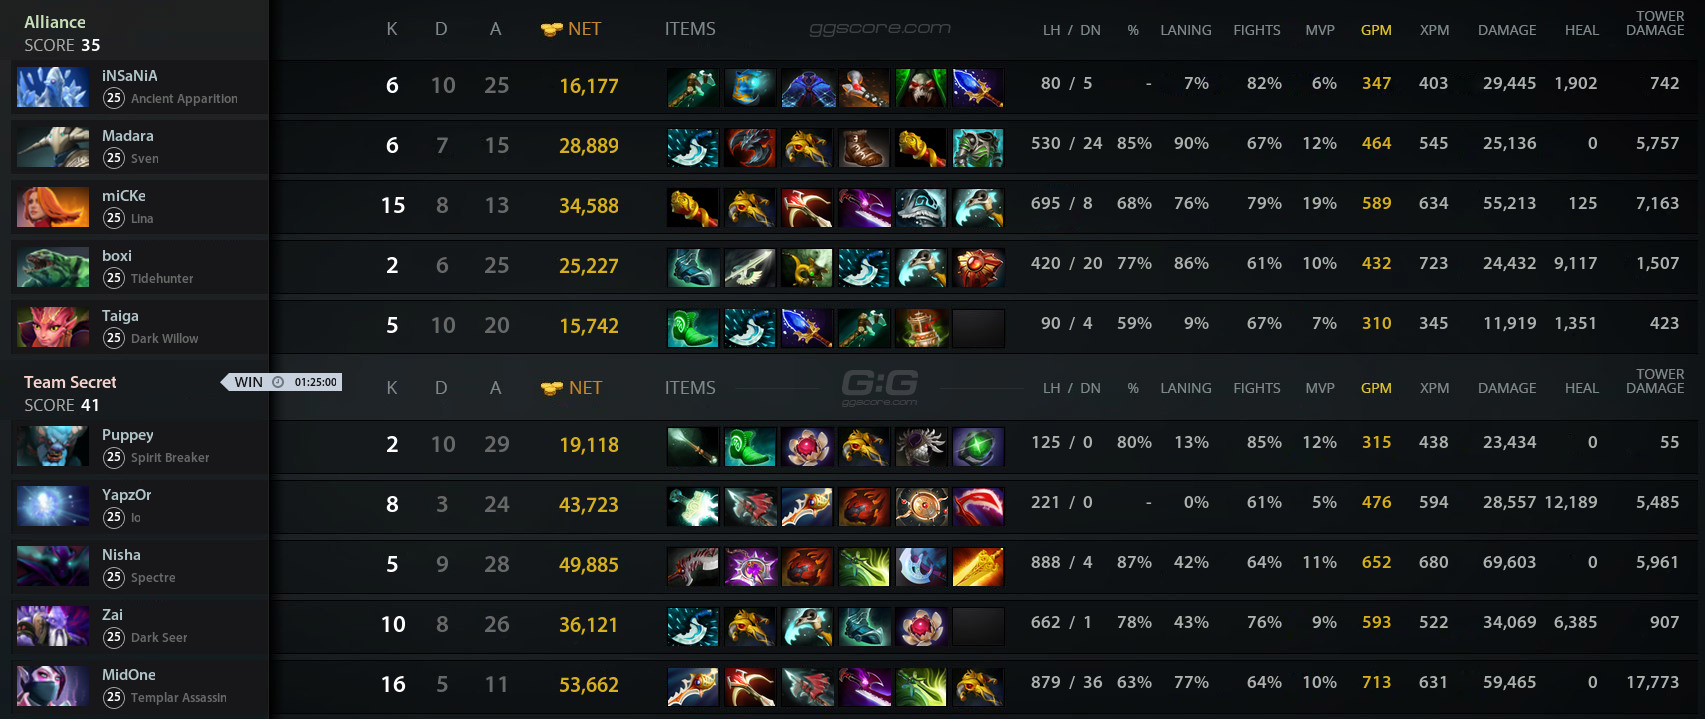 Alliance
SCORE 35
K D A NET ITEMS ggscore.com LH / DN % LANING FIGHTS MVP GPM XPM DAMAGE HEAL TOWER DAMAGE
iNSaNiA
25 Ancient Apparition
6 10 25 16,177 80 / 5 - 7% 82% 6% 347 403 29,445 1,902 742
Madara
25 Sven
6 7 15 28,889 530 / 24 85% 90% 67% 12% 464 545 25,136 0 5,757
miCKe
25 Lina
15 8 13 34,588 695 / 8 68% 76% 79% 19% 589 634 55,213 125 7,163
boxi
25 Tidehunter
2 6 25 25,227 420 / 20 77% 86% 61% 10% 432 723 24,432 9,117 1,507
Taiga
25 Dark Willow
5 10 20 15,742 90 / 4 59% 9% 67% 7% 310 345 11,919 1,351 423
Team Secret
SCORE 41
WIN 01:25:00
K D A NET ITEMS G:G ggscore.com LH / DN % LANING FIGHTS MVP GPM XPM DAMAGE HEAL TOWER DAMAGE
Puppey
25 Spirit Breaker
2 10 29 19,118 125 / 0 80% 13% 85% 12% 315 438 23,434 0 55
YapzOr
25 Io
8 3 24 43,723 221 / 0 - 0% 61% 5% 476 594 28,557 12,189 5,485
Nisha
25 Spectre
5 9 28 49,885 888 / 4 87% 42% 64% 11% 652 680 69,603 0 5,961
Zai
25 Dark Seer
10 8 26 36,121 662 / 1 78% 43% 76% 9% 593 522 34,069 6,385 907
MidOne
25 Templar Assassin
16 5 11 53,662 879 / 36 63% 77% 64% 10% 713 631 59,465 0 17,773